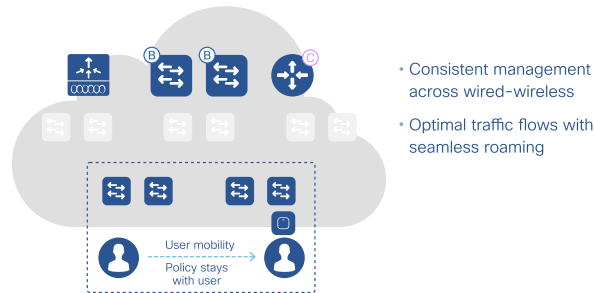 B
B
C
• Consistent management
across wired-wireless
• Optimal traffic flows with
seamless roaming
User mobility
Policy stays
with user